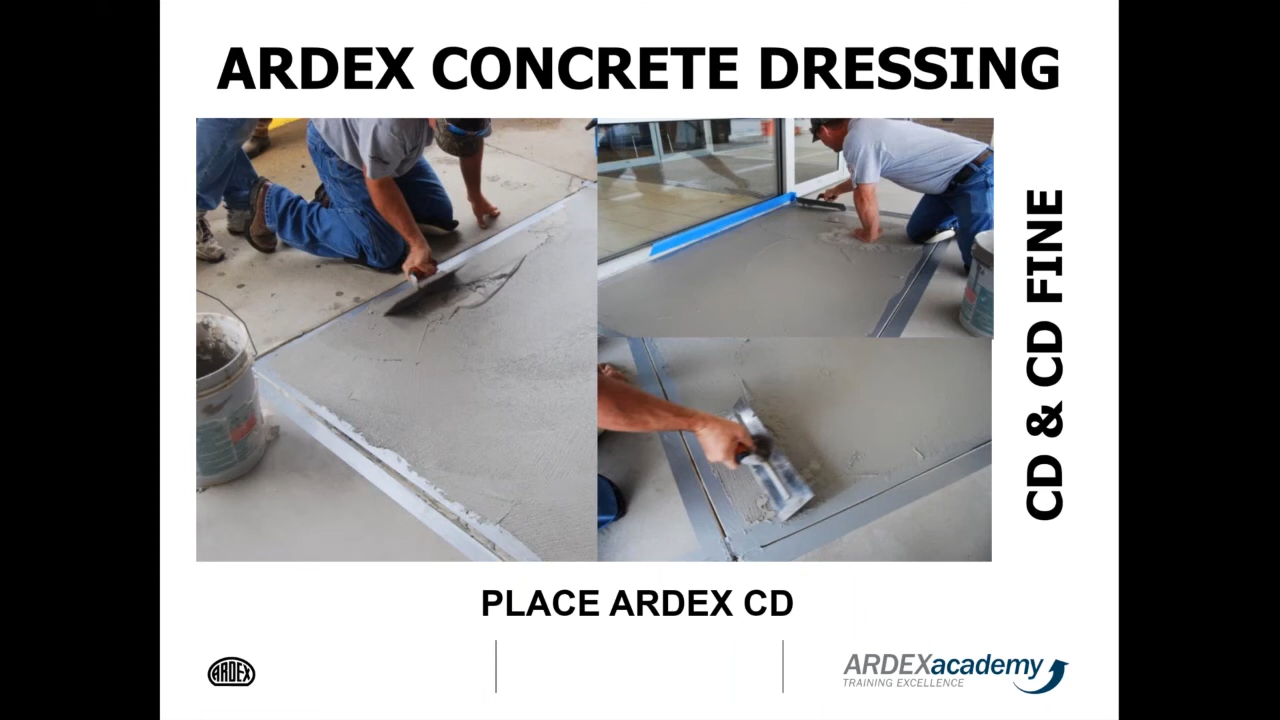 ARDEX CONCRETE DRESSING
CD & CD FINE
PLACE ARDEX CD
ARDEX
ARDEXacademy
TRAINING EXCELLENCE